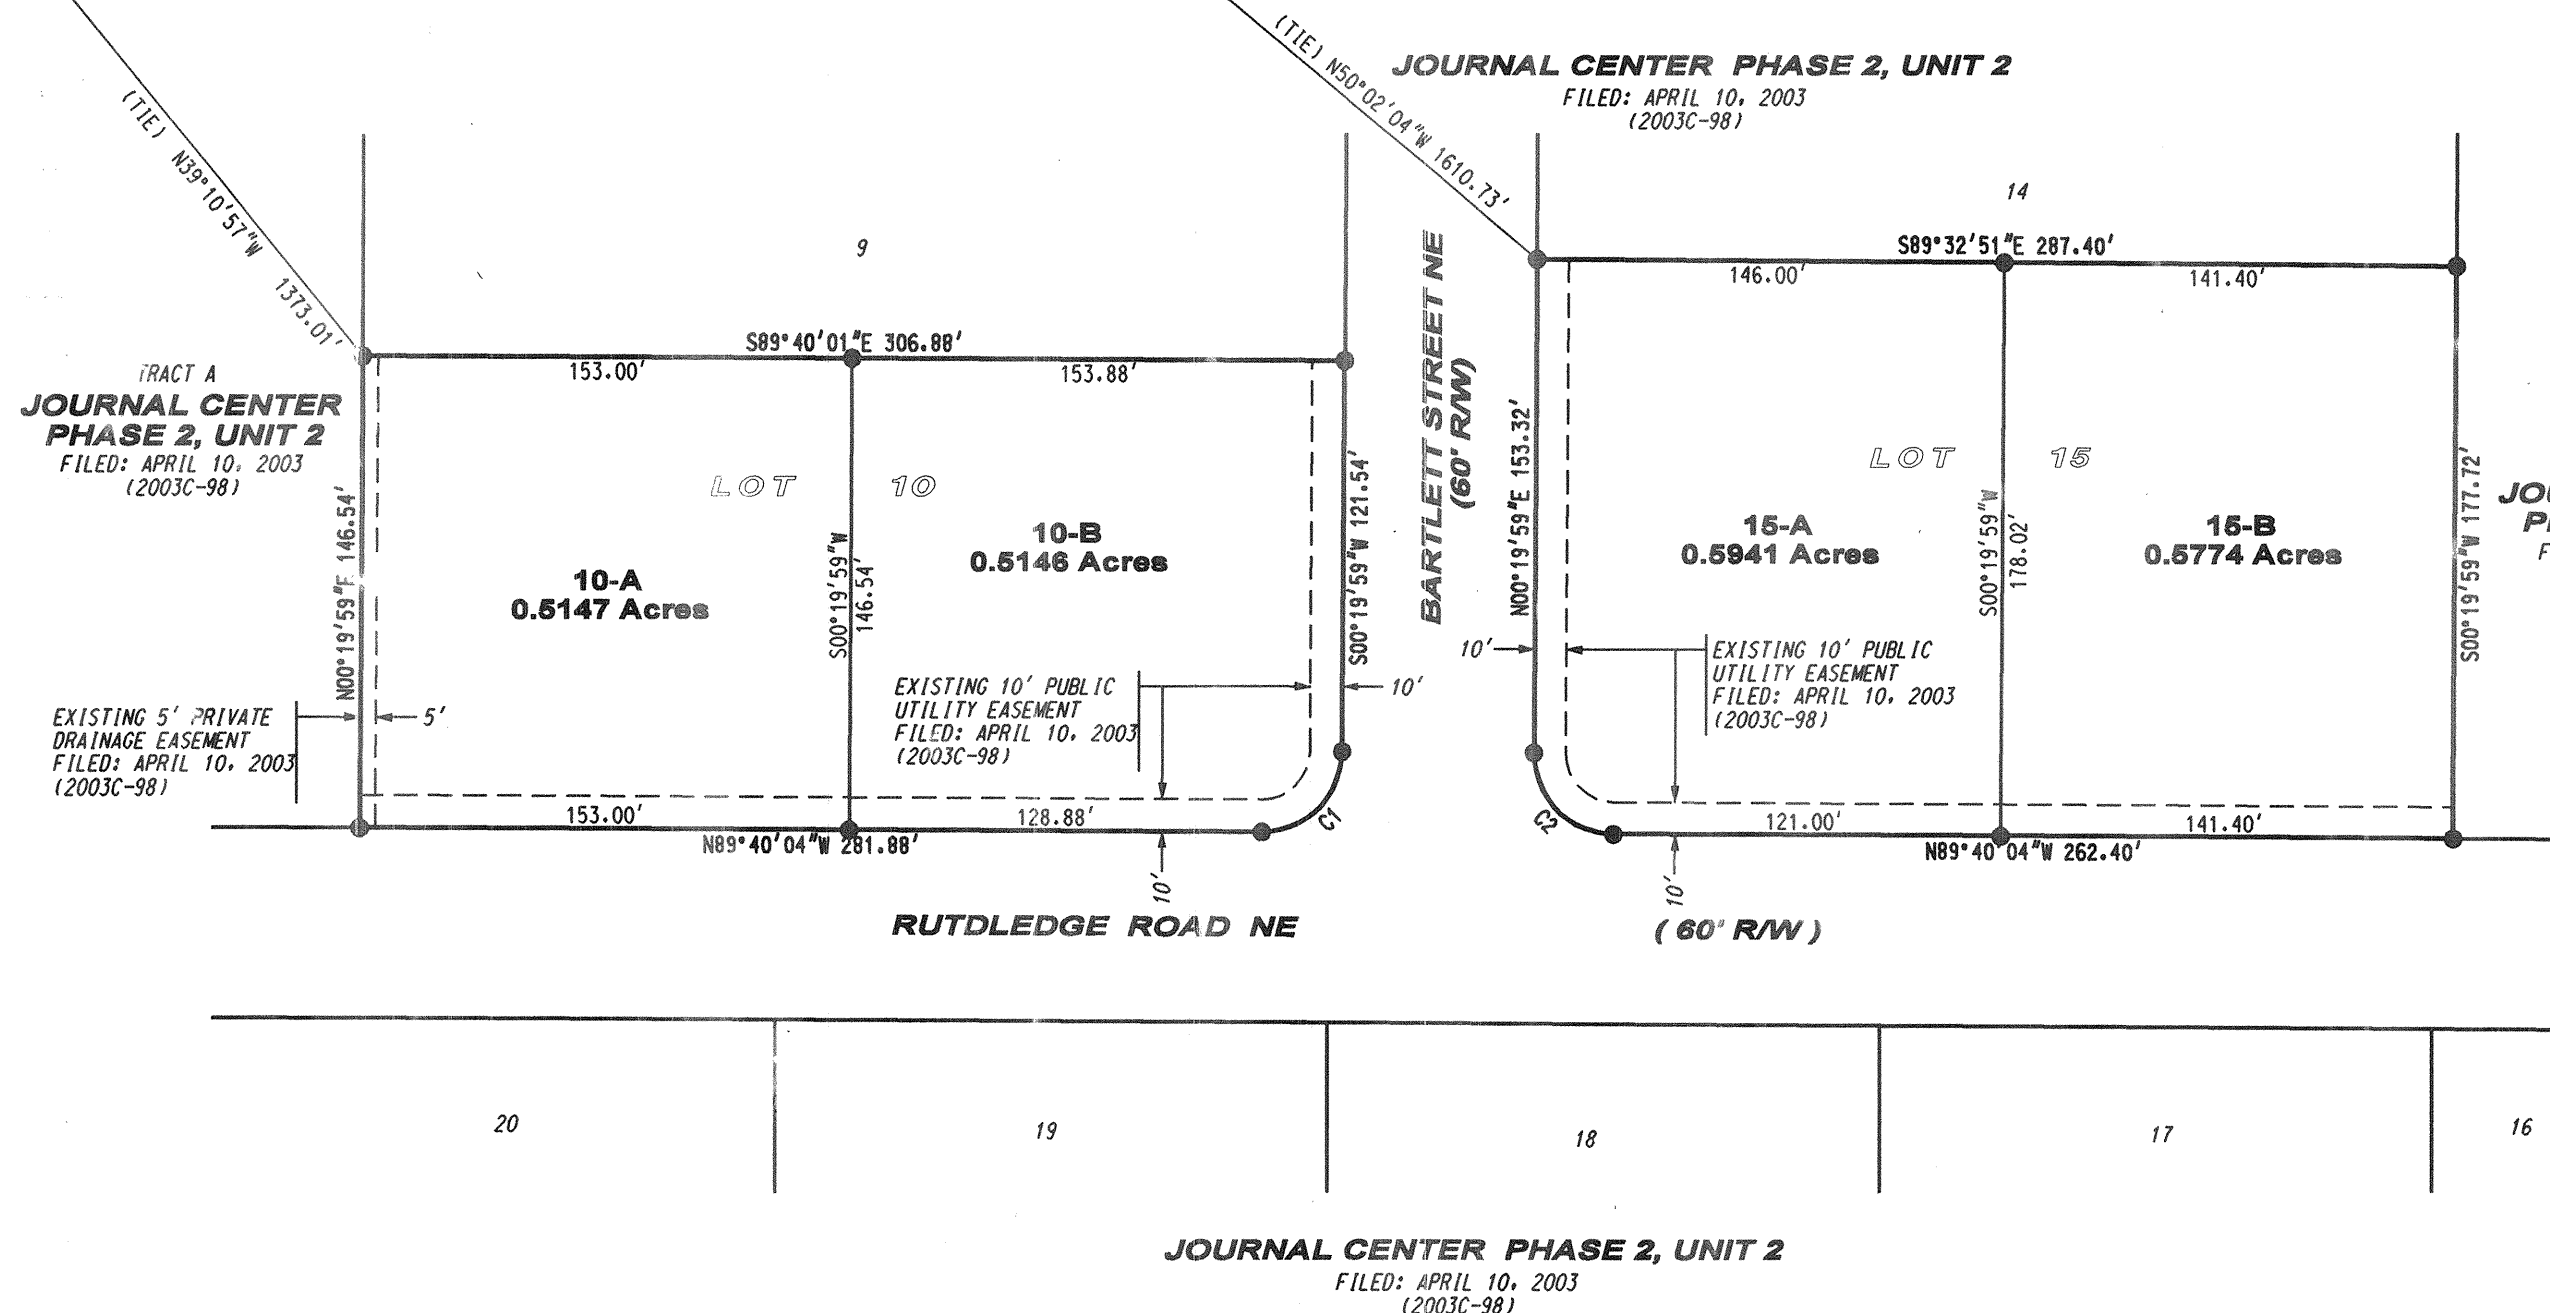 (TIE) N39°10'57"W 1373.01'
(TIE) N50°02'04"W 1610.73'
JOURNAL CENTER PHASE 2, UNIT 2
FILED: APRIL 10, 2003
(2003C-98)
9
14
S89°40'01"E 306.88'
153.00'
153.88'
S89°32'51"E 287.40'
146.00'
141.40'
TRACT A
JOURNAL CENTER
PHASE 2, UNIT 2
FILED: APRIL 10, 2003
(2003C-98)
N00°19'59"E 146.54'
LOT 10
10-A
0.5147 Acres
S00°19'59"W
146.54'
10-B
0.5146 Acres
S00°19'59"W 121.54'
BARTLETT STREET NE
(60' R/W)
N00°19'59"E 153.32'
LOT 15
15-A
0.5941 Acres
S00°19'59"W
178.02'
15-B
0.5774 Acres
S00°19'59"W 177.72'
JOU
F
EXISTING 5' PRIVATE
DRAINAGE EASEMENT
FILED: APRIL 10, 2003
(2003C-98)
5'
EXISTING 10' PUBLIC
UTILITY EASEMENT
FILED: APRIL 10, 2003
(2003C-98)
10'
10'
EXISTING 10' PUBLIC
UTILITY EASEMENT
FILED: APRIL 10, 2003
(2003C-98)
153.00'
128.88'
C1
N89°40'04"W 281.88'
10'
C2
121.00'
141.40'
N89°40'04"W 262.40'
10'
RUTDLEDGE ROAD NE
(60' R/W)
20
19
18
17
16
JOURNAL CENTER PHASE 2, UNIT 2
FILED: APRIL 10, 2003
(2003C-98)